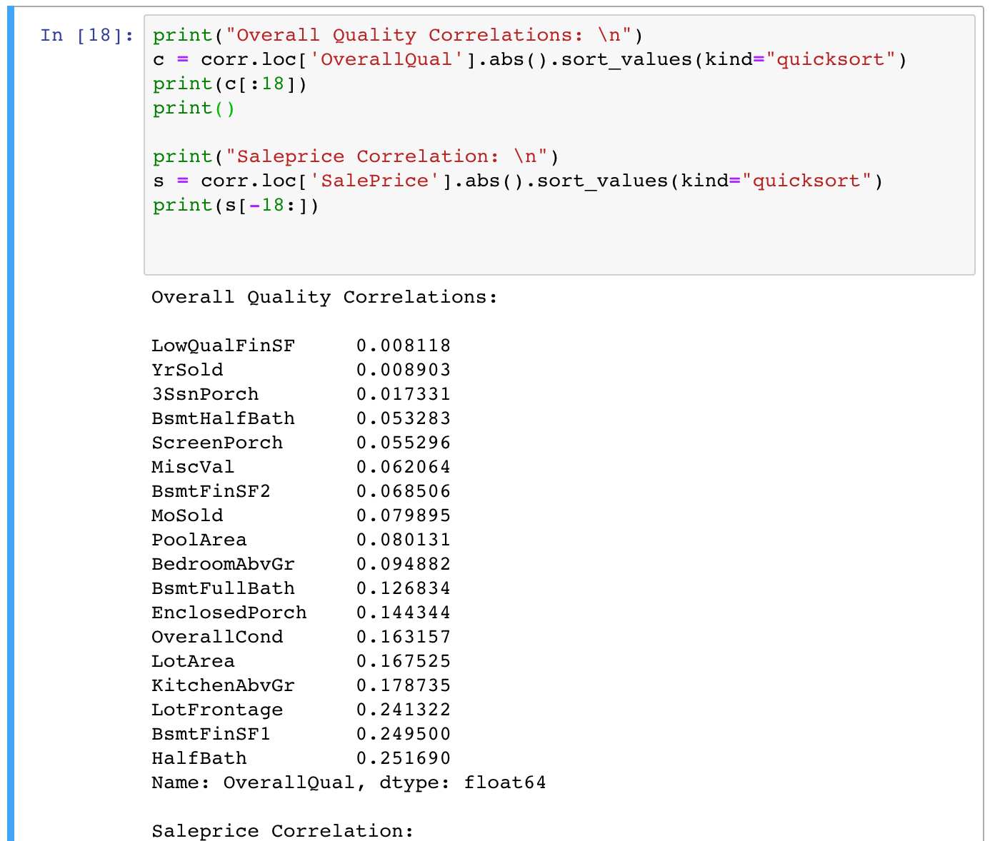 In [18]: print("Overall Quality Correlations: \n")
c = corr.loc['OverallQual'].abs().sort_values(kind="quicksort")
print(c[:18])
print()
print("Saleprice Correlation: \n")
s = corr.loc['SalePrice'].abs().sort_values(kind="quicksort")
print(s[-18:])
Overall Quality Correlations:
LowQualFinSF 0.008118
YrSold 0.008903
3SsnPorch 0.017331
BsmtHalfBath 0.053283
ScreenPorch 0.055296
MiscVal 0.062064
BsmtFinSF2 0.068506
MoSold 0.079895
PoolArea 0.080131
BedroomAbvGr 0.094882
BsmtFullBath 0.126834
EnclosedPorch 0.144344
OverallCond 0.163157
LotArea 0.167525
KitchenAbvGr 0.178735
LotFrontage 0.241322
BsmtFinSF1 0.249500
HalfBath 0.251690
Name: OverallQual, dtype: float64
Saleprice Correlation: